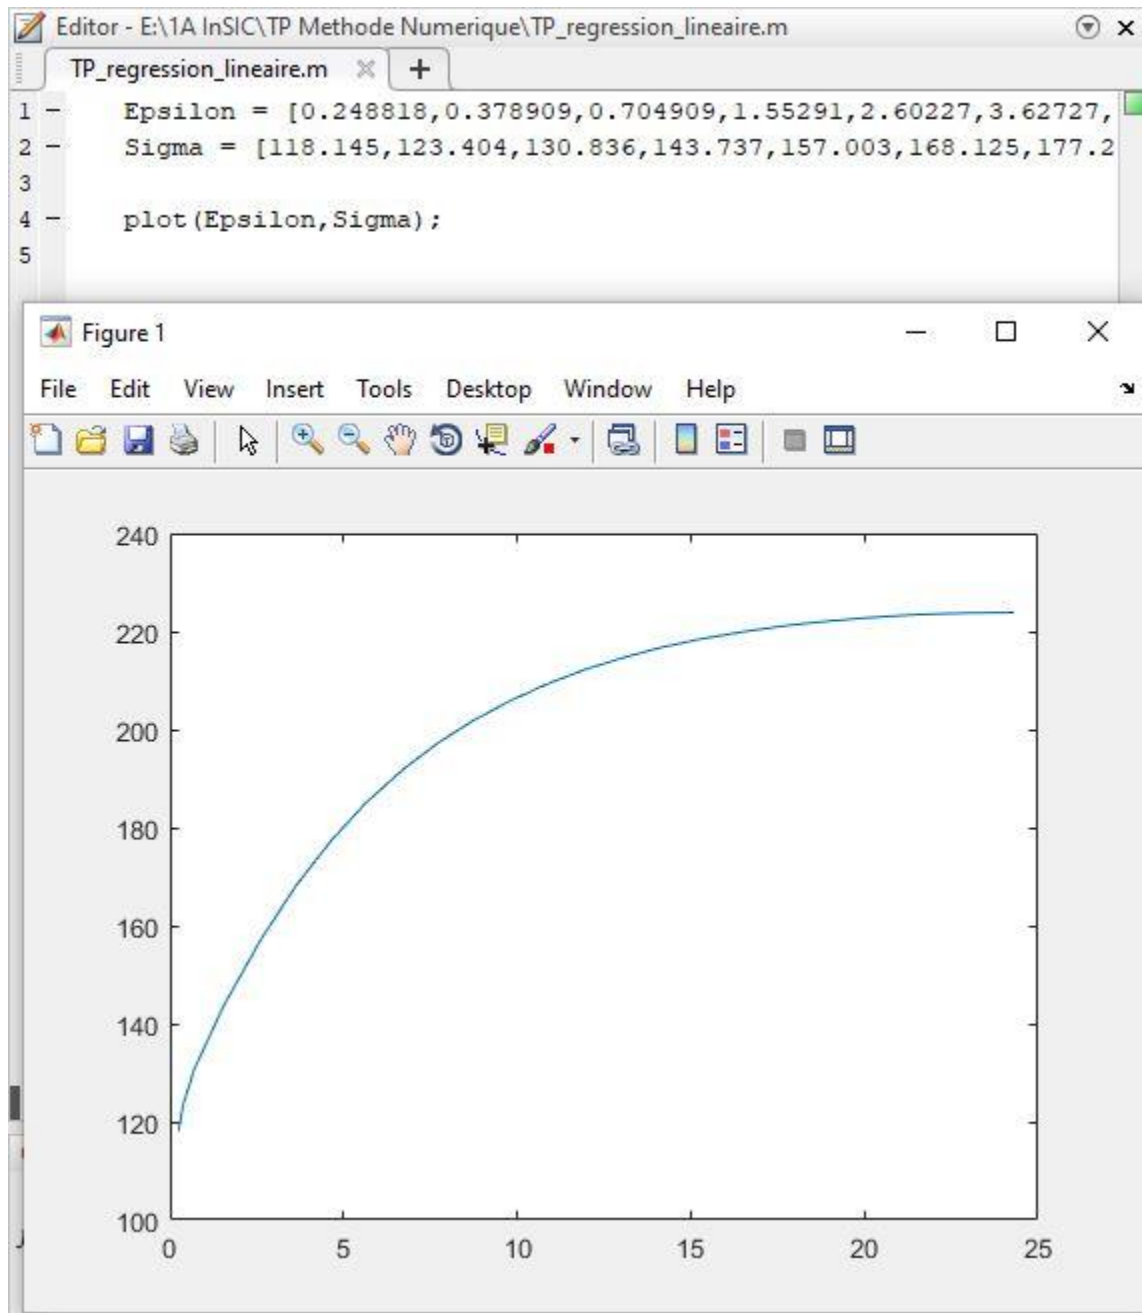 Editor - E:\1A InSIC\TP Methode Numerique\TP_regression_lineaire.m
TP_regression_lineaire.m
1 Epsilon = [0.248818,0.378909,0.704909,1.55291,2.60227,3.62727,
2 Sigma = [118.145,123.404,130.836,143.737,157.003,168.125,177.2
3
4 plot(Epsilon,Sigma);
5
Figure 1
File Edit View Insert Tools Desktop Window Help
240
220
200
180
160
140
120
100
0 5 10 15 20 25